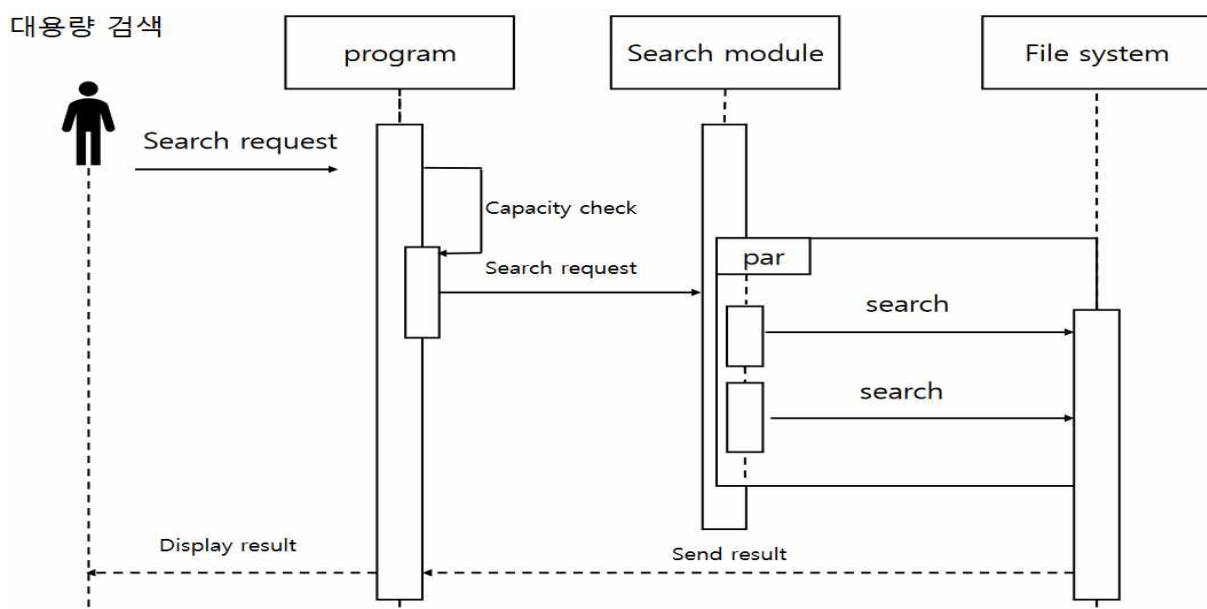 대용량 검색
program
Search module
File system
Search request
Capacity check
Search request
par
search
search
Display result
Send result